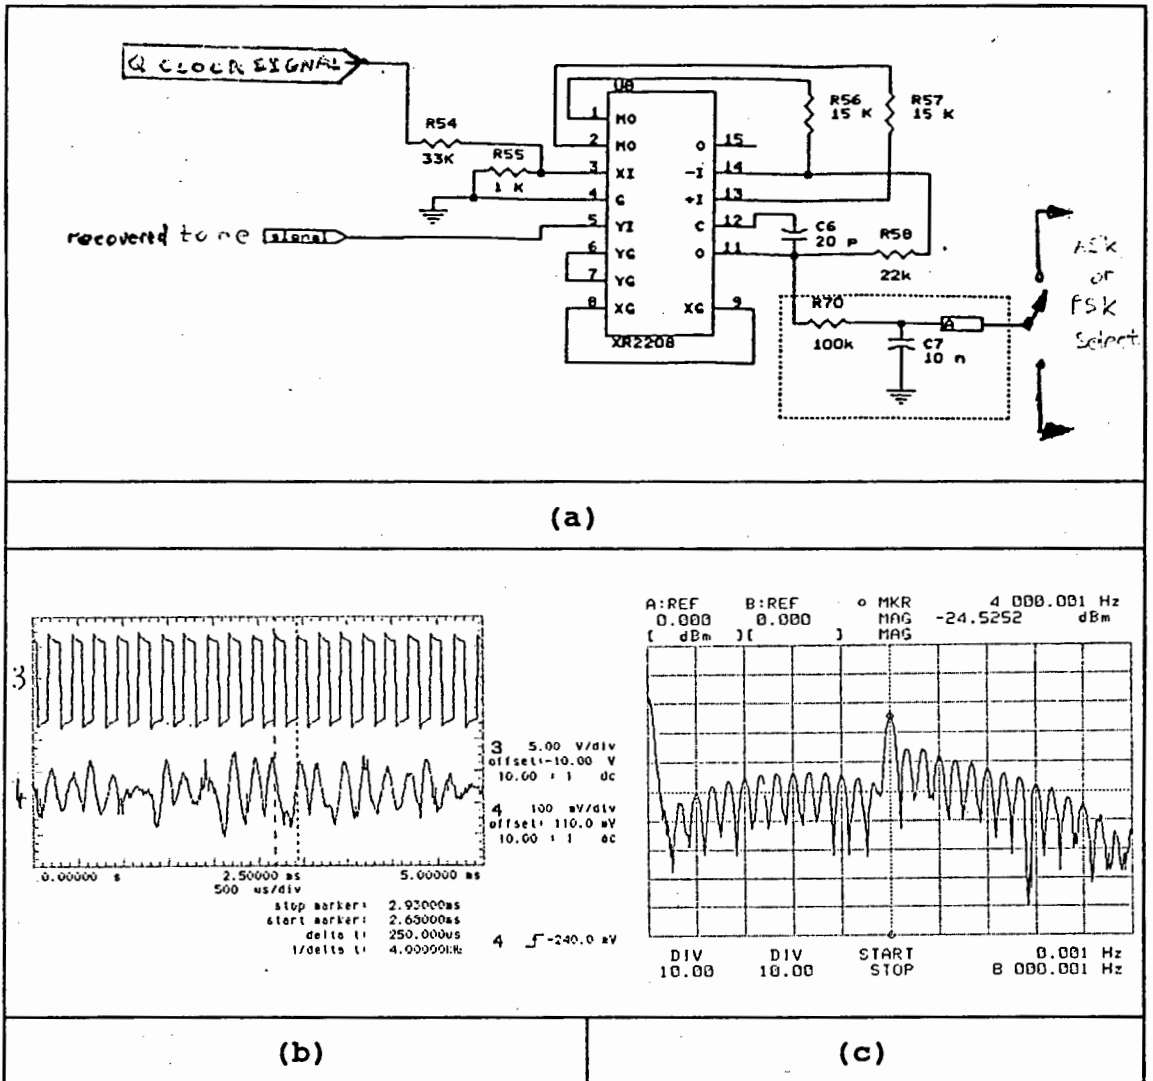 Q CLOCK SIGNAL
U8
R54
33K
R55
1 K
recovered tone
signal
1 MO
2 MO
3 XI
4 G
5 YI
6 YG
7 YG
8 XG
O 15
-I 14
+I 13
C 12
O 11
XG 9
XR2208
R56
15 K
R57
15 K
C6
20 p
R58
22k
R70
100k
C7
10 n
A
ASK
or
FSK
Select
(a)
3
4
3 5.00 V/div
offset:-10.00 V
10.00 : 1 dc
4 100 mV/div
offset: 110.0 mV
10.00 : 1
0.00000 s 2.50000 ms 5.00000 ms
500 us/div
stop marker: 2.93000ms
start marker: 2.68000ms
delta t: 250.000us
1/delta t: 4.00000kHz
4 -240.0 mV
A:REF B:REF o MKR 4 000.001 Hz
0.000 0.000 MAG -24.5252 dBm
[ dBm ][ ] MAG
DIV DIV START 0.001 Hz
10.00 10.00 STOP 8 000.001 Hz
(b)
(c)